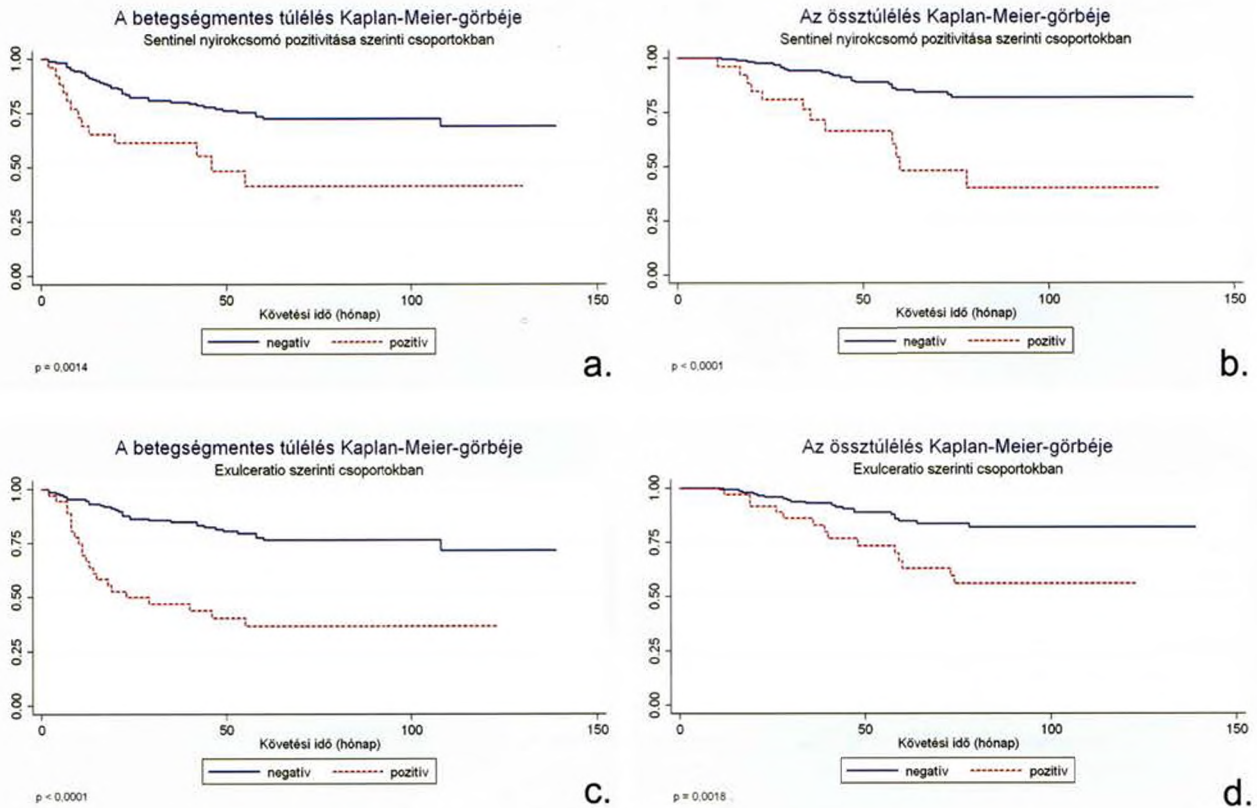 A betegségmentes túlélés Kaplan-Meier-görbéje
Sentinel nyirokcsomó pozitivitása szerinti csoportokban
1.00
0.75
0.50
0.25
0.00
0
50
100
150
Követési idő (hónap)
negatív
pozitív
p = 0,0014
a.
Az össztúlélés Kaplan-Meier-görbéje
Sentinel nyirokcsomó pozitivitása szerinti csoportokban
1.00
0.75
0.50
0.25
0.00
0
50
100
150
Követési idő (hónap)
negatív
pozitív
p < 0,0001
b.
A betegségmentes túlélés Kaplan-Meier-görbéje
Exulceratio szerinti csoportokban
1.00
0.75
0.50
0.25
0.00
0
50
100
150
Követési idő (hónap)
negatív
pozitív
p < 0,0001
c.
Az össztúlélés Kaplan-Meier-görbéje
Exulceratio szerinti csoportokban
1.00
0.75
0.50
0.25
0.00
0
50
100
150
Követési idő (hónap)
negatív
pozitív
p = 0,0018
d.